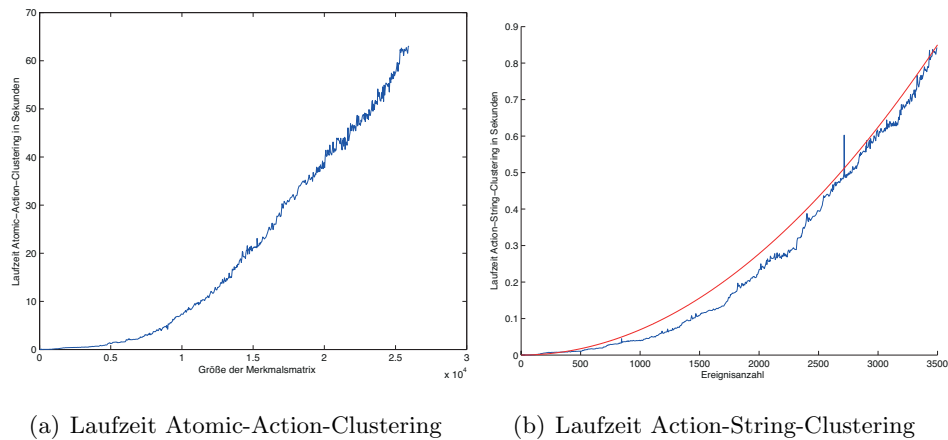 70
60
50
40
30
20
10
0
Laufzeit Atomic-Action-Clustering in Sekunden
0 0.5 1 1.5 2 2.5 3
x 10^4
Größe der Merkmalsmatrix
0.9
0.8
0.7
0.6
0.5
0.4
0.3
0.2
0.1
0
Laufzeit Action-String-Clustering in Sekunden
0 500 1000 1500 2000 2500 3000 3500
Ereignisanzahl
(a) Laufzeit Atomic-Action-Clustering
(b) Laufzeit Action-String-Clustering